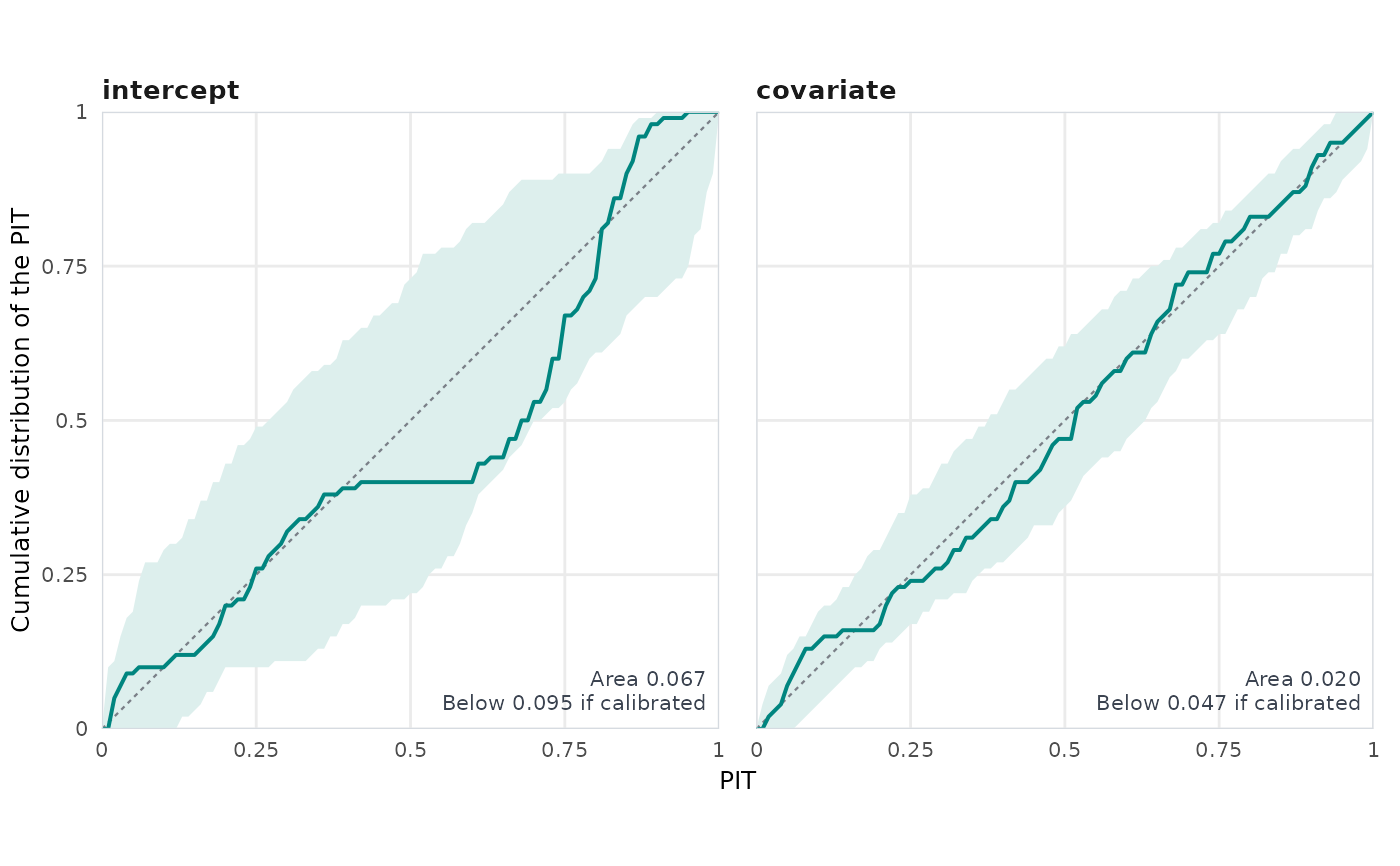 intercept
covariate
Cumulative distribution of the PIT
1
0.75
0.5
0.25
0
Area 0.067
Below 0.095 if calibrated
Area 0.020
Below 0.047 if calibrated
0 0.25 0.5 0.75 1
0 0.25 0.5 0.75 1
PIT